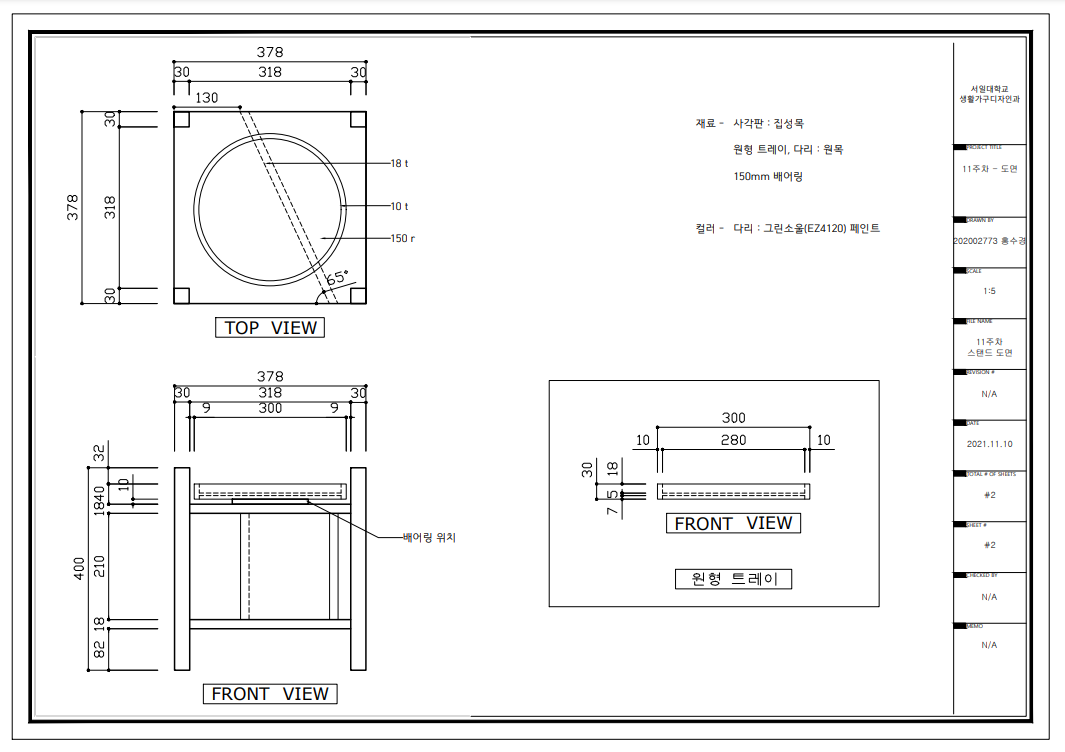 378
30 318 30
130
30
318
378
30
18 t
10 t
150 r
65°
TOP VIEW
재료 - 사각판 : 집성목
원형 트레이, 다리 : 원목
150mm 베어링
컬러 - 다리 : 그린소울(EZ4120) 페인트
378
30 318 30
9 300 9
32
10
1840
400
210
18
82
베어링 위치
FRONT VIEW
300
10 280 10
30 18
5
7
FRONT VIEW
원형 트레이
서일대학교
생활가구디자인과
PROJECT TITLE
11주차 - 도면
DRAWN BY
202002773 홍수경
SCALE
1:5
FILE NAME
11주차
스탠드 도면
REVISION #
N/A
DATE
2021.11.10
TOTAL # OF SHEETS
#2
SHEET #
#2
CHECKED BY
N/A
MEMO
N/A